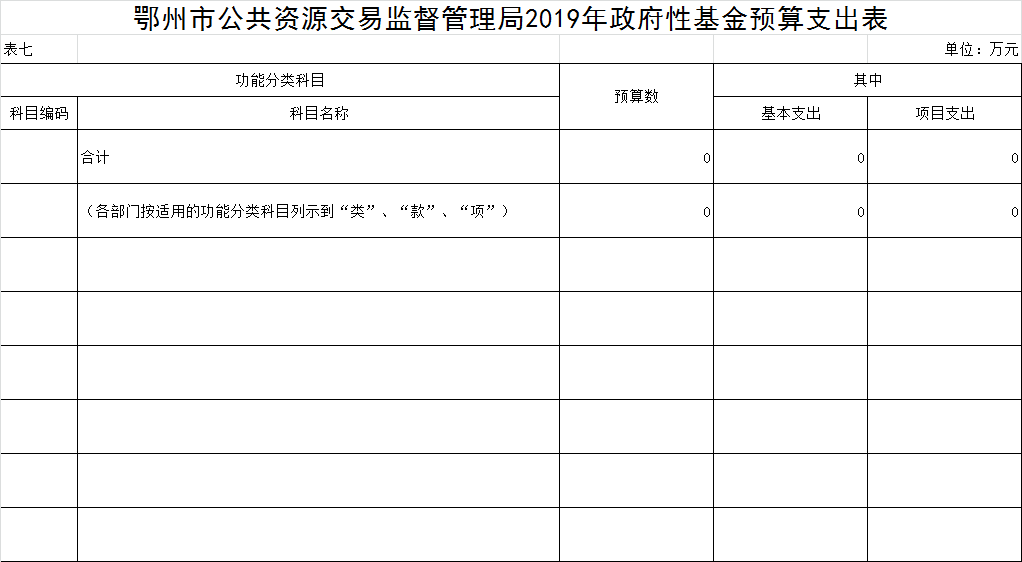 鄂州市公共资源交易监督管理局2019年政府性基金预算支出表
表七 单位：万元
功能分类科目 预算数 其中
科目编码 科目名称 基本支出 项目支出
合计 0 0 0
（各部门按适用的功能分类科目列示到“类”、“款”、“项”） 0 0 0